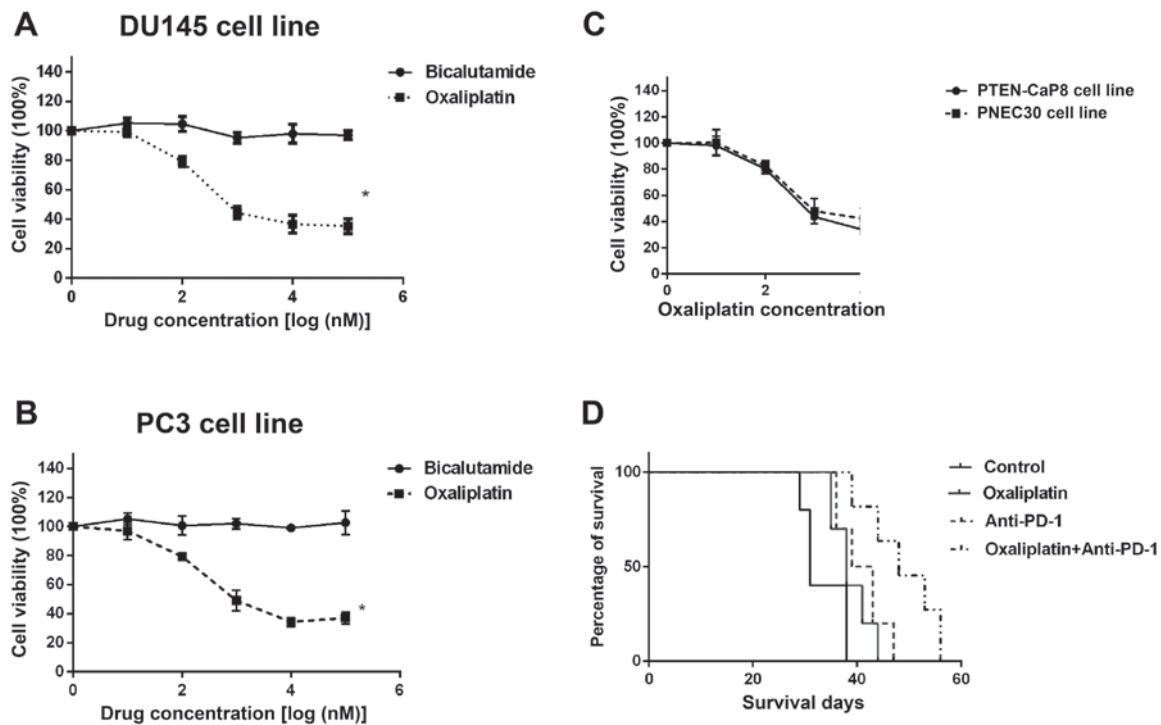 A
DU145 cell line
Cell viability (100%)
140
120
100
80
60
40
20
0
0
2
4
6
Drug concentration [log (nM)]
Bicalutamide
Oxaliplatin
*
C
Cell viability (100%)
140
120
100
80
60
40
20
0
0
2
Oxaliplatin concentration
PTEN-CaP8 cell line
PNEC30 cell line
B
PC3 cell line
Cell viability (100%)
140
120
100
80
60
40
20
0
0
2
4
6
Drug concentration [log (nM)]
Bicalutamide
Oxaliplatin
*
D
Percentage of survival
100
50
0
0
20
40
60
Survival days
Control
Oxaliplatin
Anti-PD-1
Oxaliplatin+Anti-PD-1